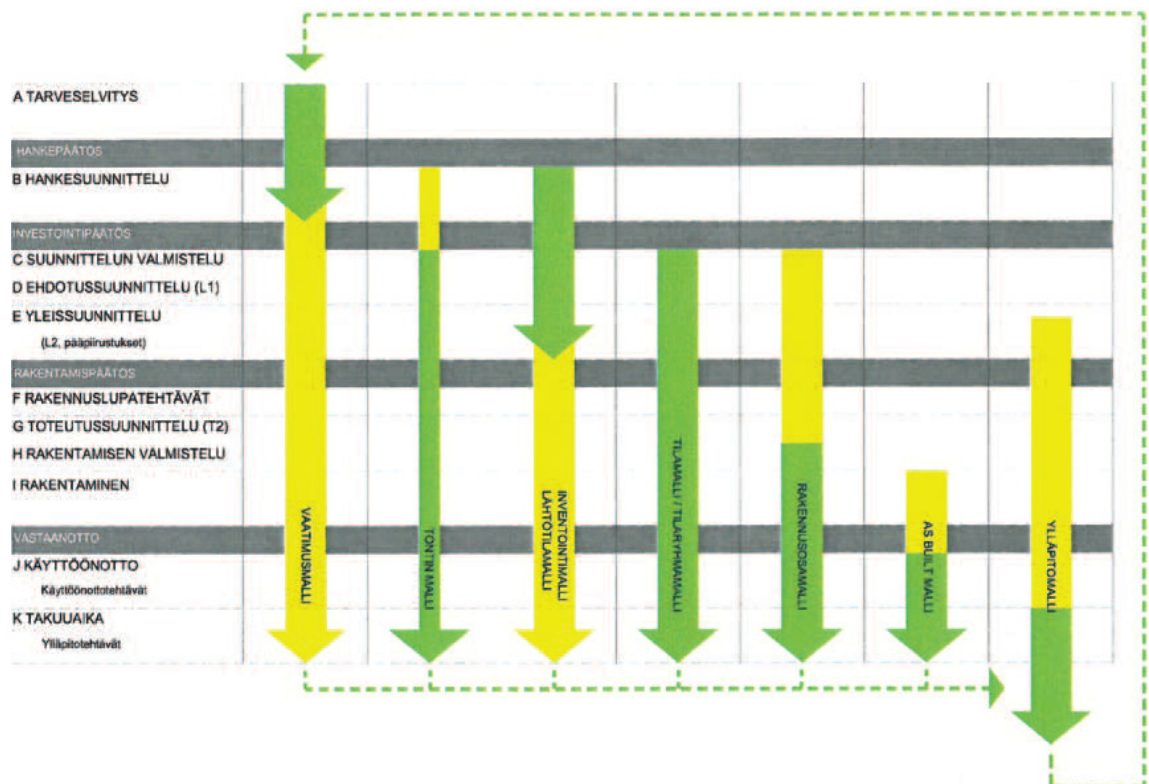 A TARVESELVITYS
HANKEPÄÄTÖS
B HANKESUUNNITTELU
INVESTOINTIPÄÄTÖS
C SUUNNITTELUN VALMISTELU
D EHDOTUSSUUNNITTELU (L1)
E YLEISSUUNNITTELU
(L2, pääpiirustukset)
RAKENTAMISPÄÄTÖS
F RAKENNUSLUPATEHTÄVÄT
G TOTEUTUSSUUNNITTELU (T2)
H RAKENTAMISEN VALMISTELU
I RAKENTAMINEN
VASTAANOTTO
J KÄYTTÖÖNOTTO
Käyttöönottotehtävät
K TAKUUAIKA
Ylläpitotehtävät
VAATIMUSMALLI
TONTIN MALLI
INVENTOINTIMALLI
LÄHTÖTILAMALLI
TILAMALLI / TILARYHMÄMALLI
RAKENNUSOSAMALLI
AS BUILT MALLI
YLLÄPITOMALLI